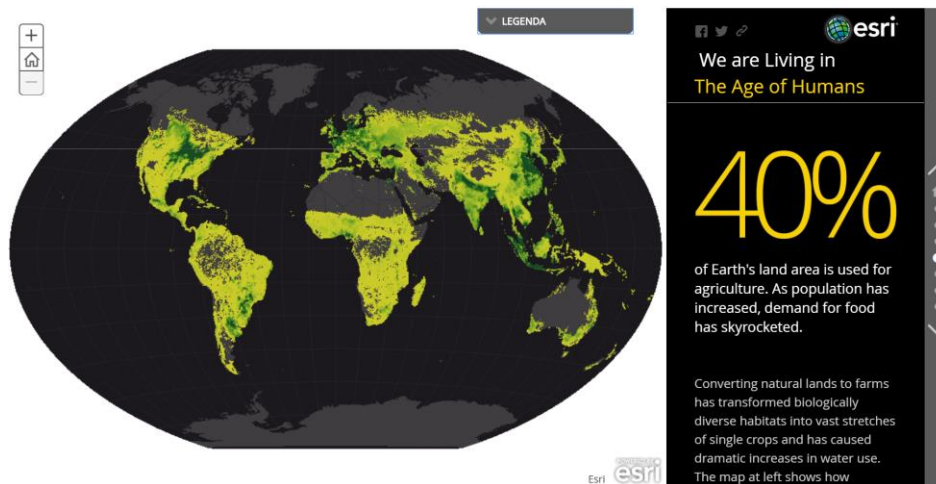 LEGENDA
esri
We are Living in
The Age of Humans
40%
of Earth's land area is used for
agriculture. As population has
increased, demand for food
has skyrocketed.
Converting natural lands to farms
has transformed biologically
diverse habitats into vast stretches
of single crops and has caused
dramatic increases in water use.
The map at left shows how
Esri
POWERED BY
esri